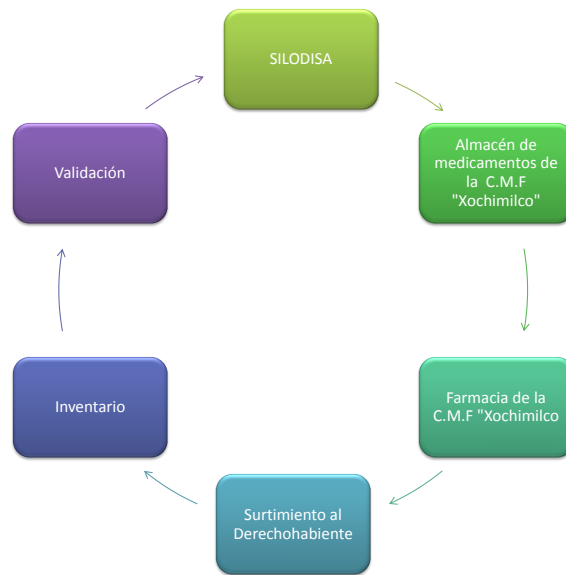 SILODISA
Almacén de
medicamentos de
la C.M.F
"Xochimilco"
Farmacia de la
C.M.F "Xochimilco
Surtimiento al
Derechohabiente
Inventario
Validación